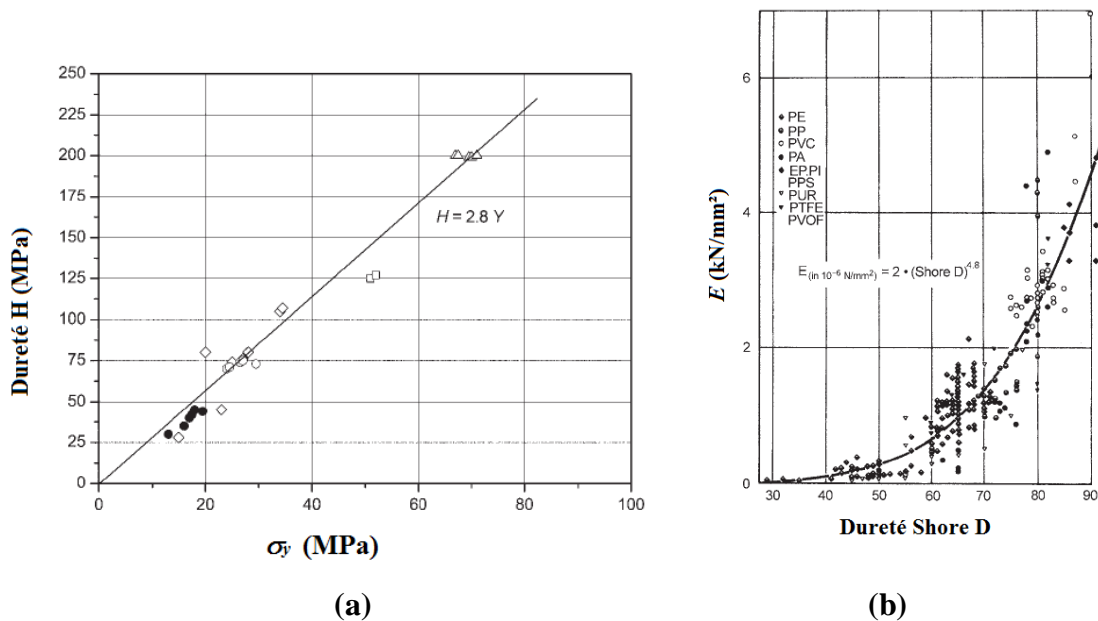 250
225
200
175
150
125
100
75
50
25
0
0
20
40
60
80
100
H = 2.8 Y
Dureté H (MPa)
σy (MPa)
(a)
6
4
2
0
30
40
50
60
70
80
90
PE
PP
PVC
PA
EP.PI
PPS
PUR
PTFE
PVOF
E(in 10⁻⁶ N/mm²) = 2 • (Shore D)⁴·⁸
E (kN/mm²)
Dureté Shore D
(b)